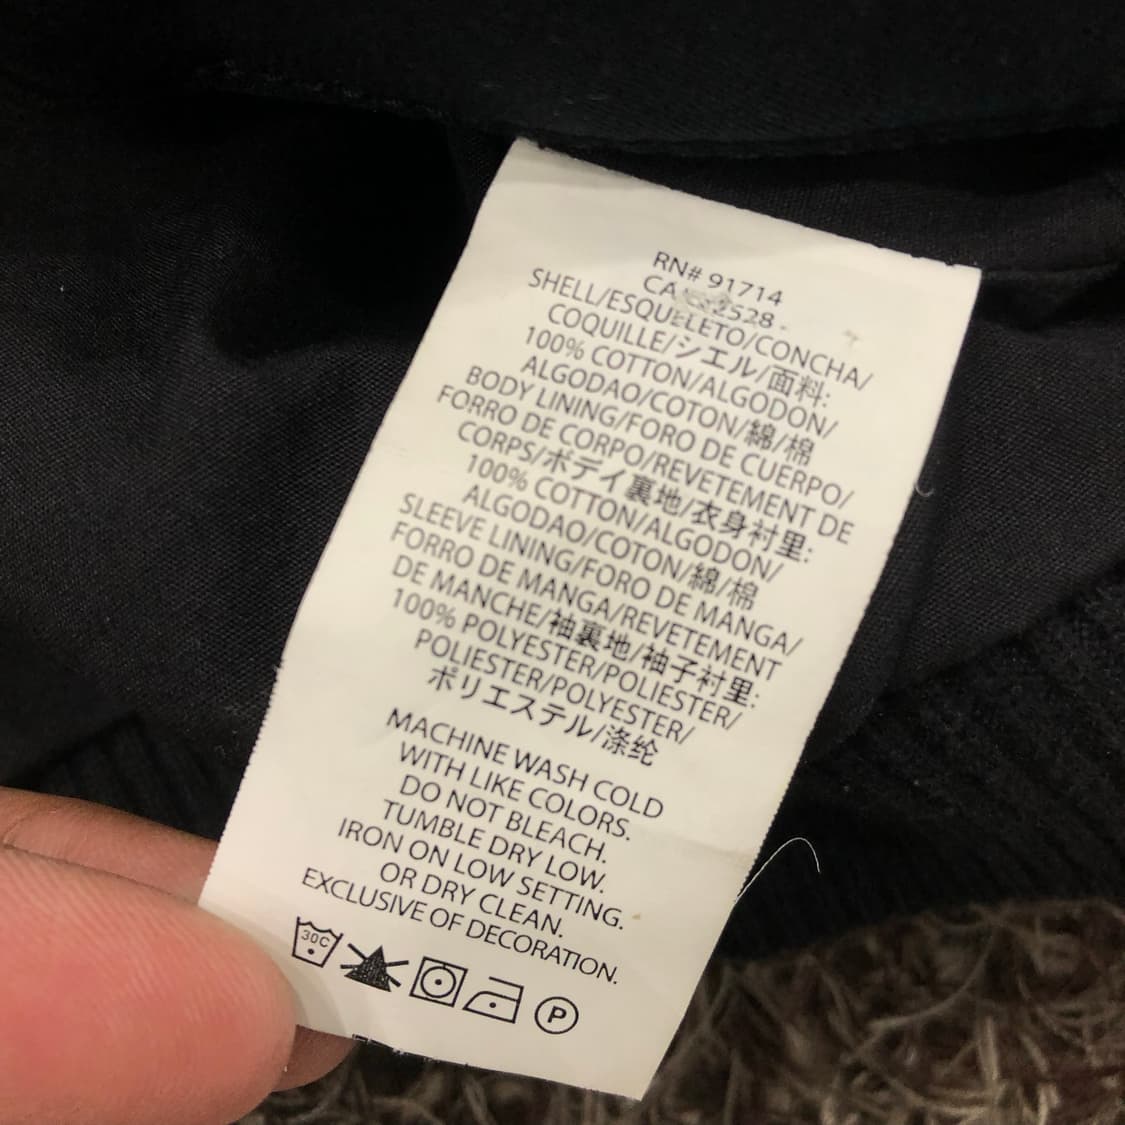 RN# 91714
CA 2528
SHELL/ESQUELETO/CONCHA/
COQUILLE/シエル/面料:
100% COTTON/ALGODON/
ALGODAO/COTON/綿/棉
BODY LINING/FORO DE CUERPO/
FORRO DE CORPO/REVETEMENT DE
CORPS/ボディ裏地/衣身衬里:
100% COTTON/ALGODON/
ALGODAO/COTON/綿/棉
SLEEVE LINING/FORO DE MANGA/
FORRO DE MANGA/REVETEMENT
DE MANCHE/袖裏地/袖子衬里:
100% POLYESTER/POLIESTER/
POLIESTER/POLYESTER/
ポリエステル/涤纶
MACHINE WASH COLD
WITH LIKE COLORS.
DO NOT BLEACH.
TUMBLE DRY LOW.
IRON ON LOW SETTING.
OR DRY CLEAN.
EXCLUSIVE OF DECORATION.
30C P